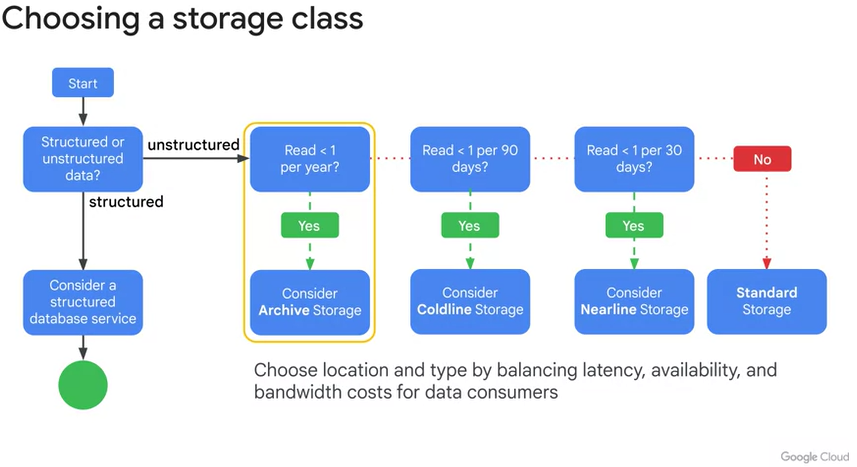 Choosing a storage class
Start
Structured or
unstructured
data?
unstructured
structured
Consider a
structured
database service
Read < 1
per year?
Yes
Consider
Archive Storage
Read < 1 per 90
days?
Yes
Consider
Coldline Storage
Read < 1 per 30
days?
Yes
Consider
Nearline Storage
No
Standard
Storage
Choose location and type by balancing latency, availability, and
bandwidth costs for data consumers
Google Cloud